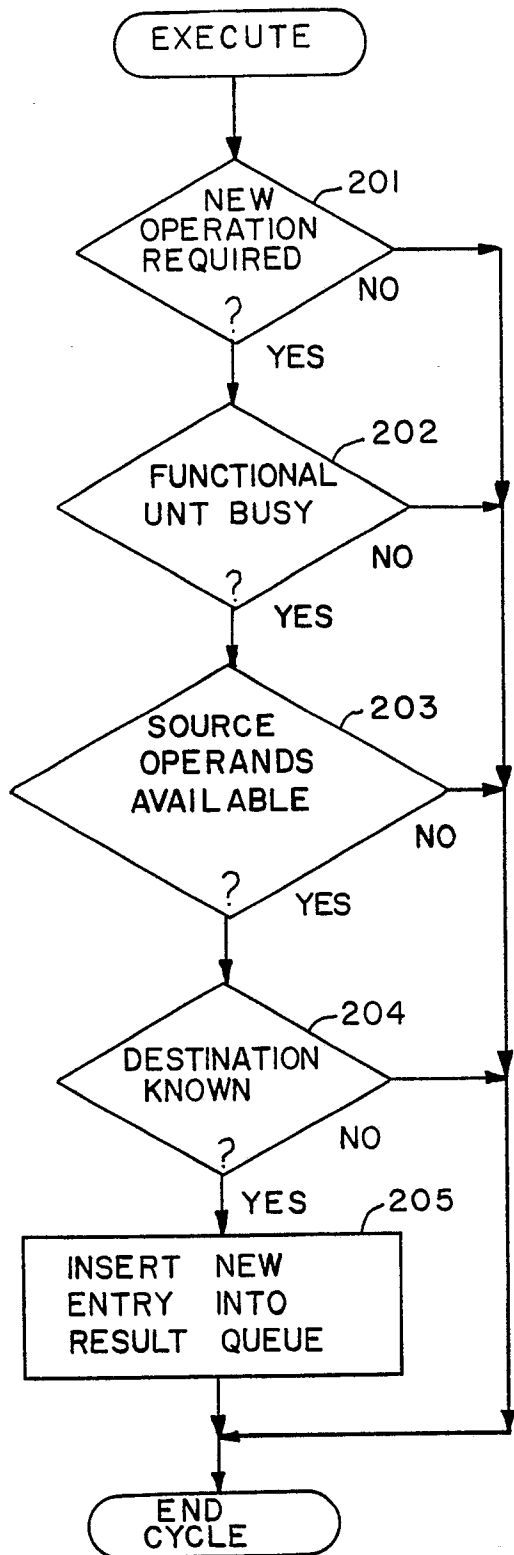 EXECUTE
201
NEW
OPERATION
REQUIRED
NO
?
YES
202
FUNCTIONAL
UNT BUSY
NO
?
YES
203
SOURCE
OPERANDS
AVAILABLE
NO
?
YES
204
DESTINATION
KNOWN
NO
?
YES
205
INSERT NEW
ENTRY INTO
RESULT QUEUE
END
CYCLE